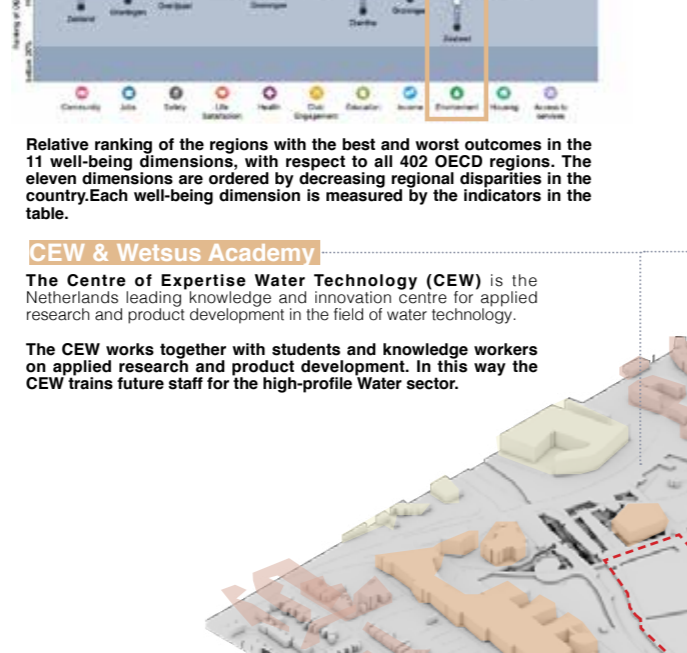 Zeeland
Groningen
Overijssel
Groningen
Drenthe
Groningen
Zeeland
Community
Jobs
Safety
Life
Satisfaction
Health
Civic
Engagement
Education
Income
Environment
Housing
Access to
services
Relative ranking of the regions with the best and worst outcomes in the
11 well-being dimensions, with respect to all 402 OECD regions. The
eleven dimensions are ordered by decreasing regional disparities in the
country.Each well-being dimension is measured by the indicators in the
table.
CEW & Wetsus Academy
The Centre of Expertise Water Technology (CEW) is the
Netherlands leading knowledge and innovation centre for applied
research and product development in the field of water technology.
The CEW works together with students and knowledge workers
on applied research and product development. In this way the
CEW trains future staff for the high-profile Water sector.